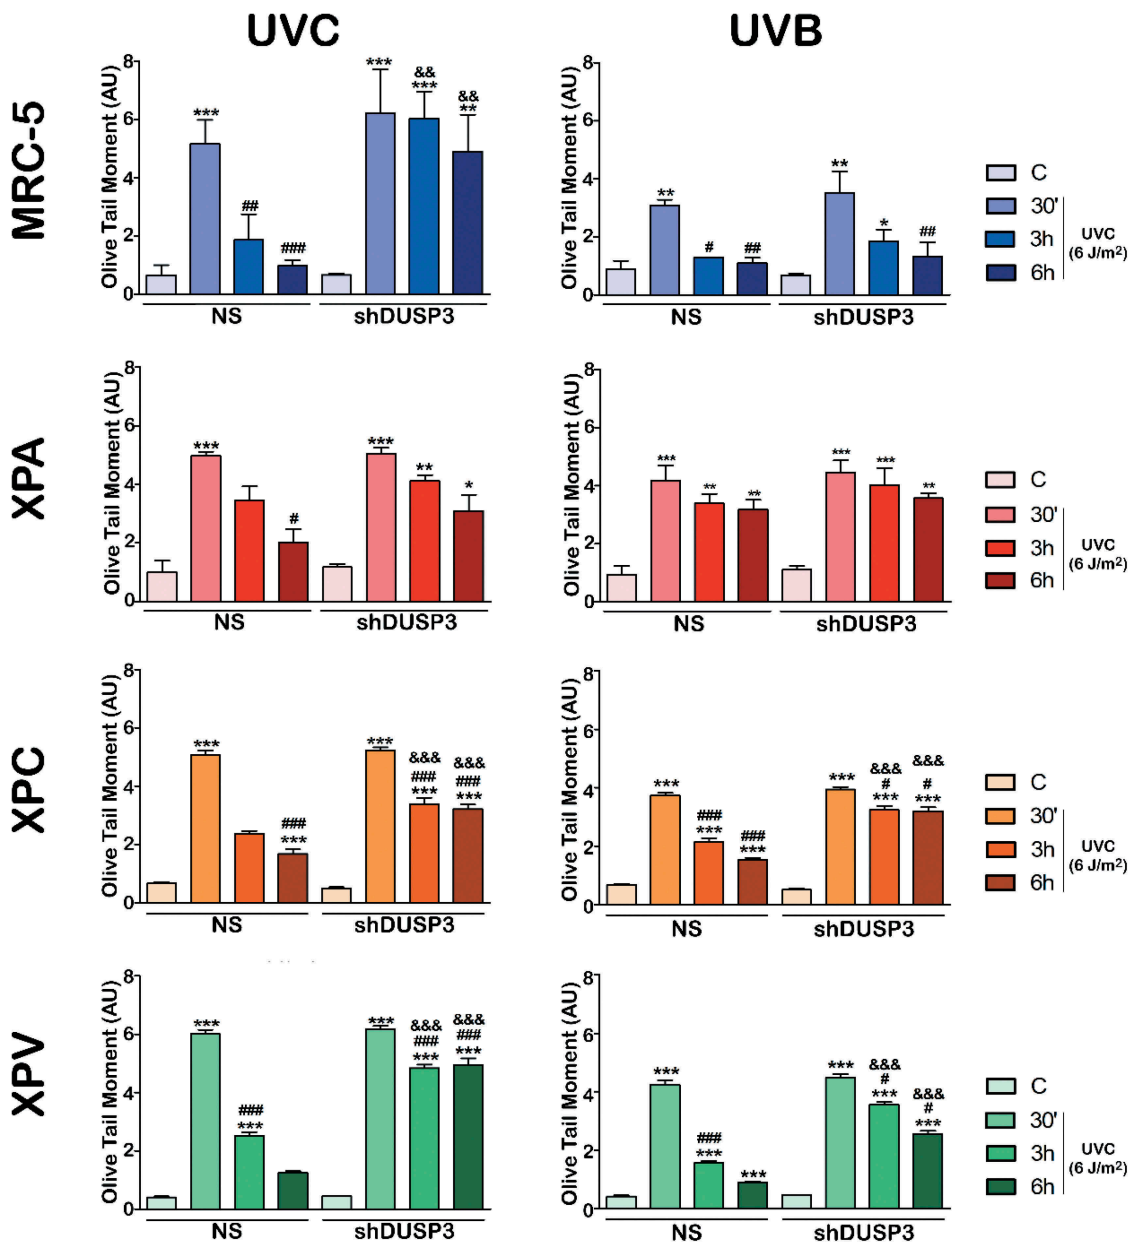 UVC UVB
MRC-5
Olive Tail Moment (AU)
8
6
4
2
0
***
##
###
***
&&
***
&&
**
NS shDUSP3
Olive Tail Moment (AU)
8
6
4
2
0
**
#
##
**
*
##
NS shDUSP3
C
30'
3h
6h
UVC
(6 J/m²)
XPA
Olive Tail Moment (AU)
8
6
4
2
0
***
#
***
**
*
NS shDUSP3
Olive Tail Moment (AU)
8
6
4
2
0
***
**
**
***
***
**
NS shDUSP3
C
30'
3h
6h
UVC
(6 J/m²)
XPC
Olive Tail Moment (AU)
8
6
4
2
0
***
###
***
***
&&&
###
***
&&&
###
***
NS shDUSP3
Olive Tail Moment (AU)
8
6
4
2
0
***
###
***
###
***
***
&&&
#
***
&&&
#
***
NS shDUSP3
C
30'
3h
6h
UVC
(6 J/m²)
XPV
Olive Tail Moment (AU)
8
6
4
2
0
***
###
***
***
&&&
###
***
&&&
###
***
NS shDUSP3
Olive Tail Moment (AU)
8
6
4
2
0
***
###
***
***
***
&&&
#
***
&&&
#
***
NS shDUSP3
C
30'
3h
6h
UVC
(6 J/m²)